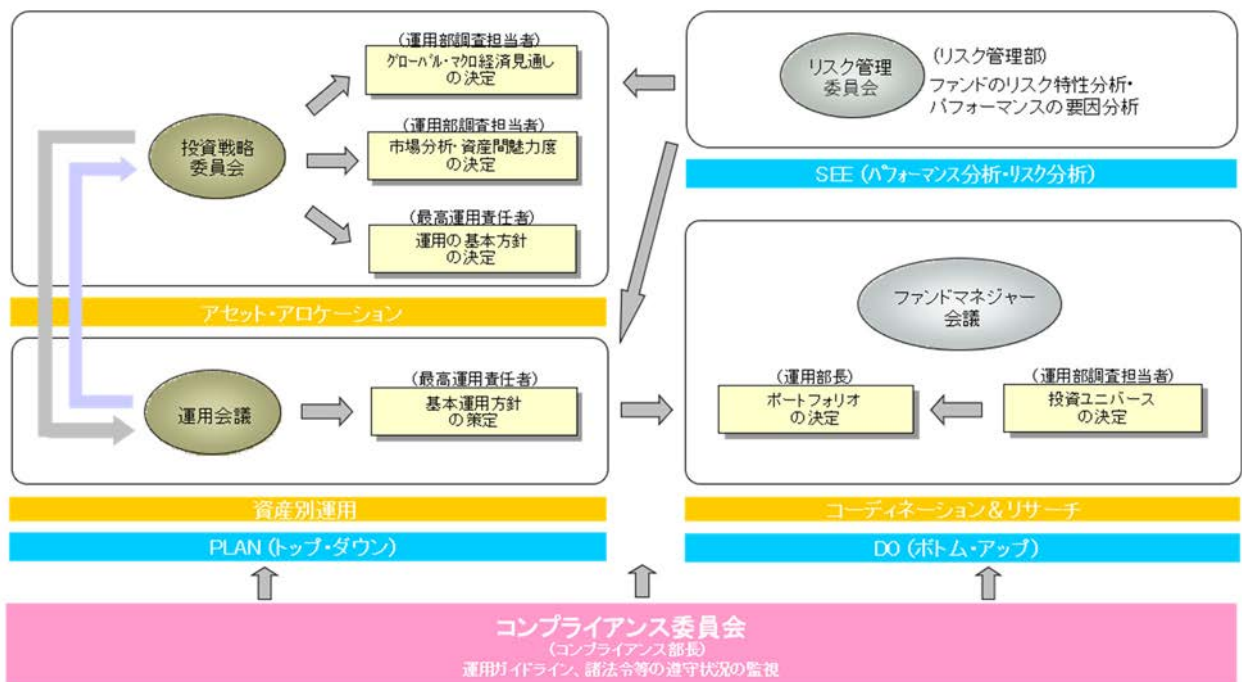 (運用部調査担当者)
グローバル・マクロ経済見通し
の決定
投資戦略
委員会
(運用部調査担当者)
市場分析・資産間魅力度
の決定
(最高運用責任者)
運用の基本方針
の決定
アセット・アロケーション
運用会議
(最高運用責任者)
基本運用方針
の策定
資産別運用
PLAN (トップ・ダウン)
リスク管理
委員会
(リスク管理部)
ファンドのリスク特性分析・
パフォーマンスの要因分析
SEE (パフォーマンス分析・リスク分析)
ファンドマネジャー
会議
(運用部長)
ポートフォリオ
の決定
(運用部調査担当者)
投資ユニバース
の決定
コーディネーション&リサーチ
DO (ボトム・アップ)
コンプライアンス委員会
(コンプライアンス部長)
運用ガイドライン、諸法令等の遵守状況の監視